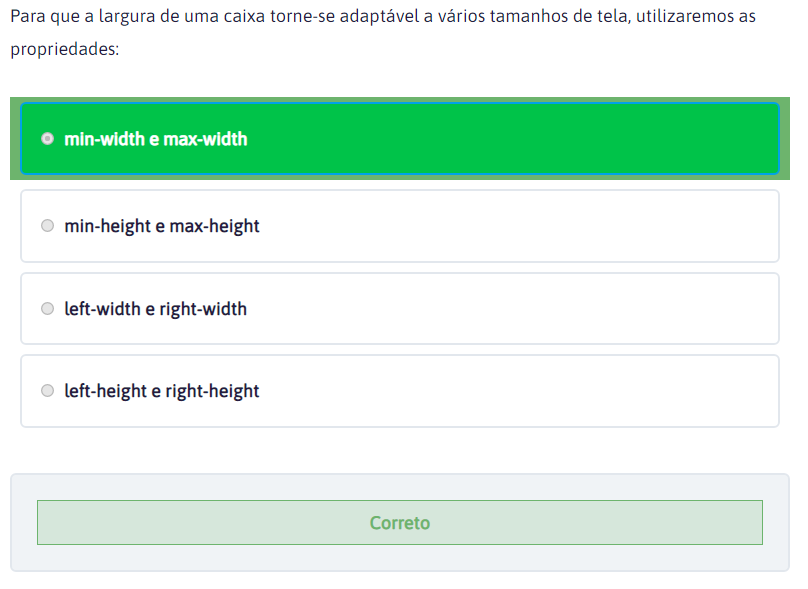 Para que a largura de uma caixa torne-se adaptável a vários tamanhos de tela, utilizaremos as
propriedades:
min-width e max-width
min-height e max-height
left-width e right-width
left-height e right-height
Correto